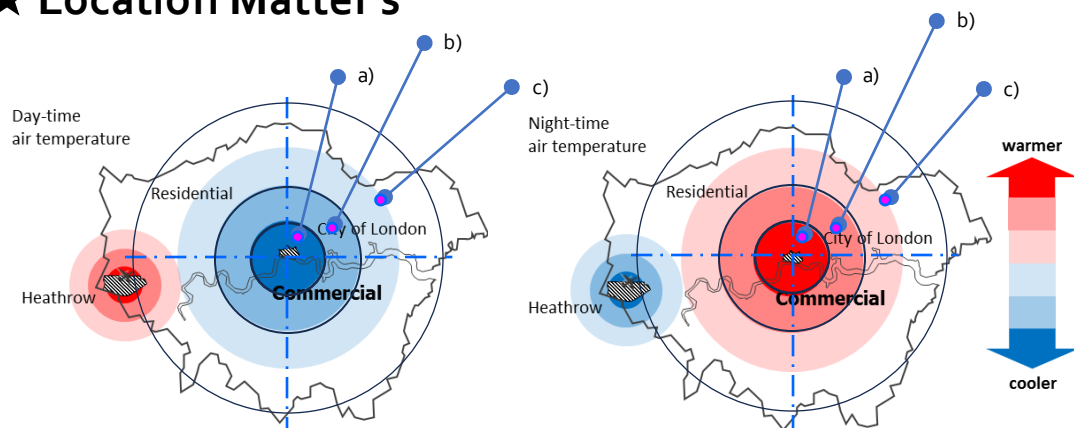 ★ Location Matter's
Day-time
air temperature
a)
b)
c)
Residential
City of London
Heathrow
Commercial
Night-time
air temperature
a)
b)
c)
Residential
City of London
Heathrow
Commercial
warmer
cooler